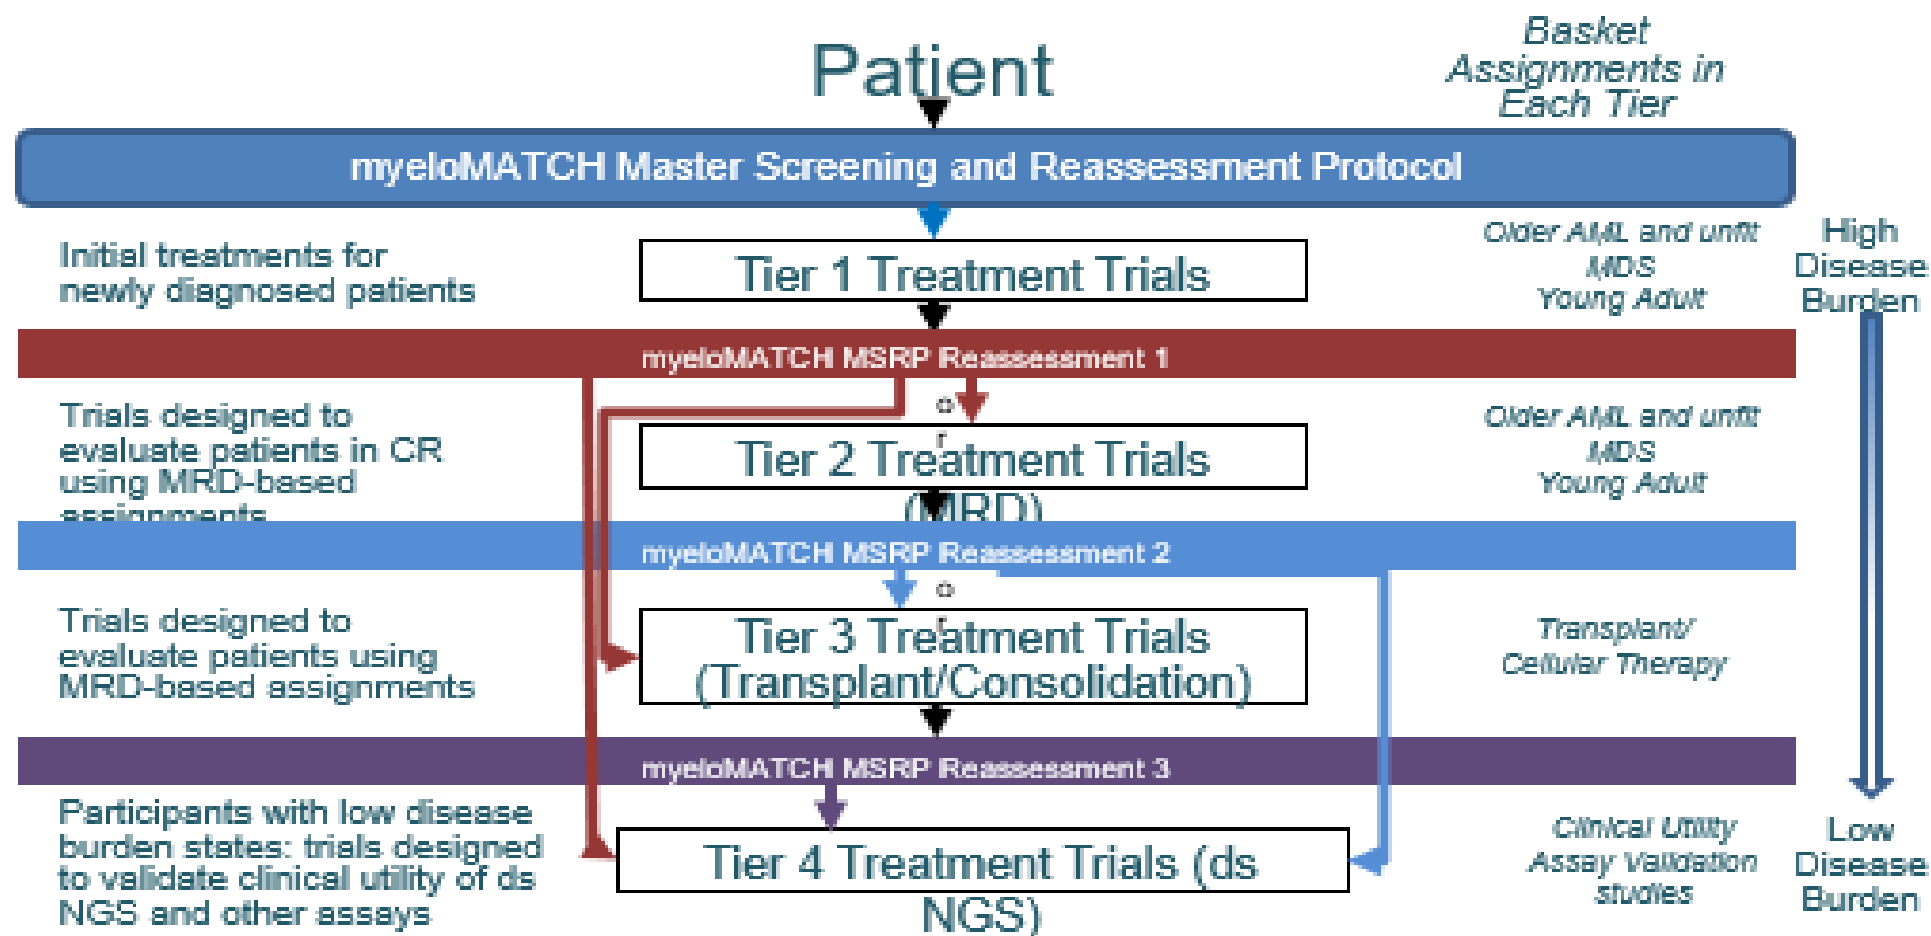 Patient
Basket
Assignments in
Each Tier
myeloMATCH Master Screening and Reassessment Protocol
Initial treatments for
newly diagnosed patients
Tier 1 Treatment Trials
Older AML and unfit
MDS
Young Adult
High
Disease
Burden
myeloMATCH MSRP Reassessment 1
Trials designed to
evaluate patients in CR
using MRD-based
assignments
o
r
Tier 2 Treatment Trials
(MRD)
Older AML and unfit
MDS
Young Adult
myeloMATCH MSRP Reassessment 2
Trials designed to
evaluate patients using
MRD-based assignments
o
r
Tier 3 Treatment Trials
(Transplant/Consolidation)
Transplant/
Cellular Therapy
myeloMATCH MSRP Reassessment 3
Participants with low disease
burden states: trials designed
to validate clinical utility of ds
NGS and other assays
Tier 4 Treatment Trials (ds
NGS)
Clinical Utility
Assay Validation
studies
Low
Disease
Burden